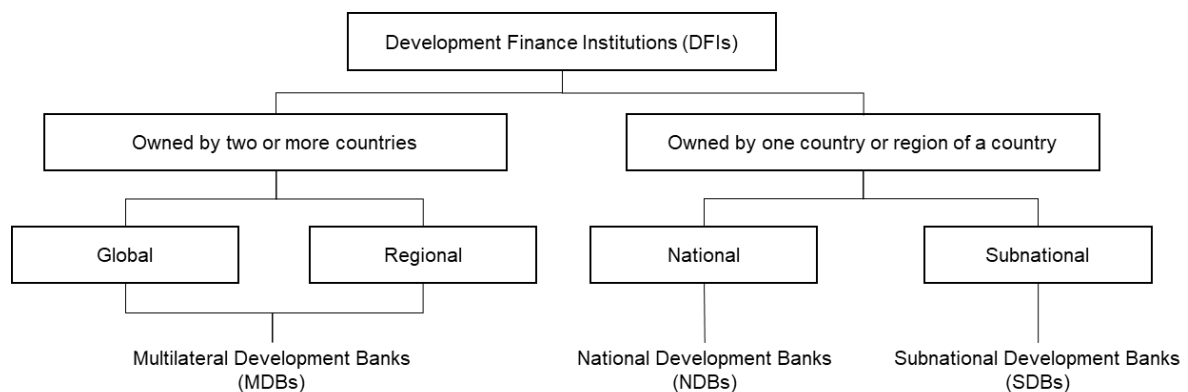 Development Finance Institutions (DFIs)
Owned by two or more countries
Owned by one country or region of a country
Global
Regional
National
Subnational
Multilateral Development Banks
(MDBs)
National Development Banks
(NDBs)
Subnational Development Banks
(SDBs)